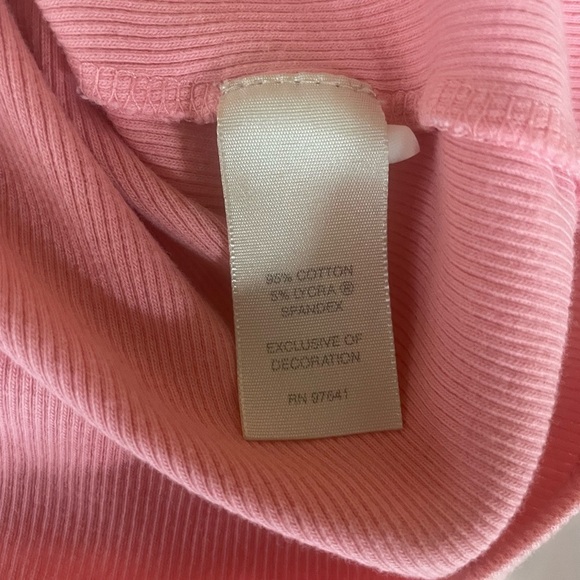 95% COTTON
5% LYCRA ®
SPANDEX
EXCLUSIVE OF
DECORATION
RN 97641